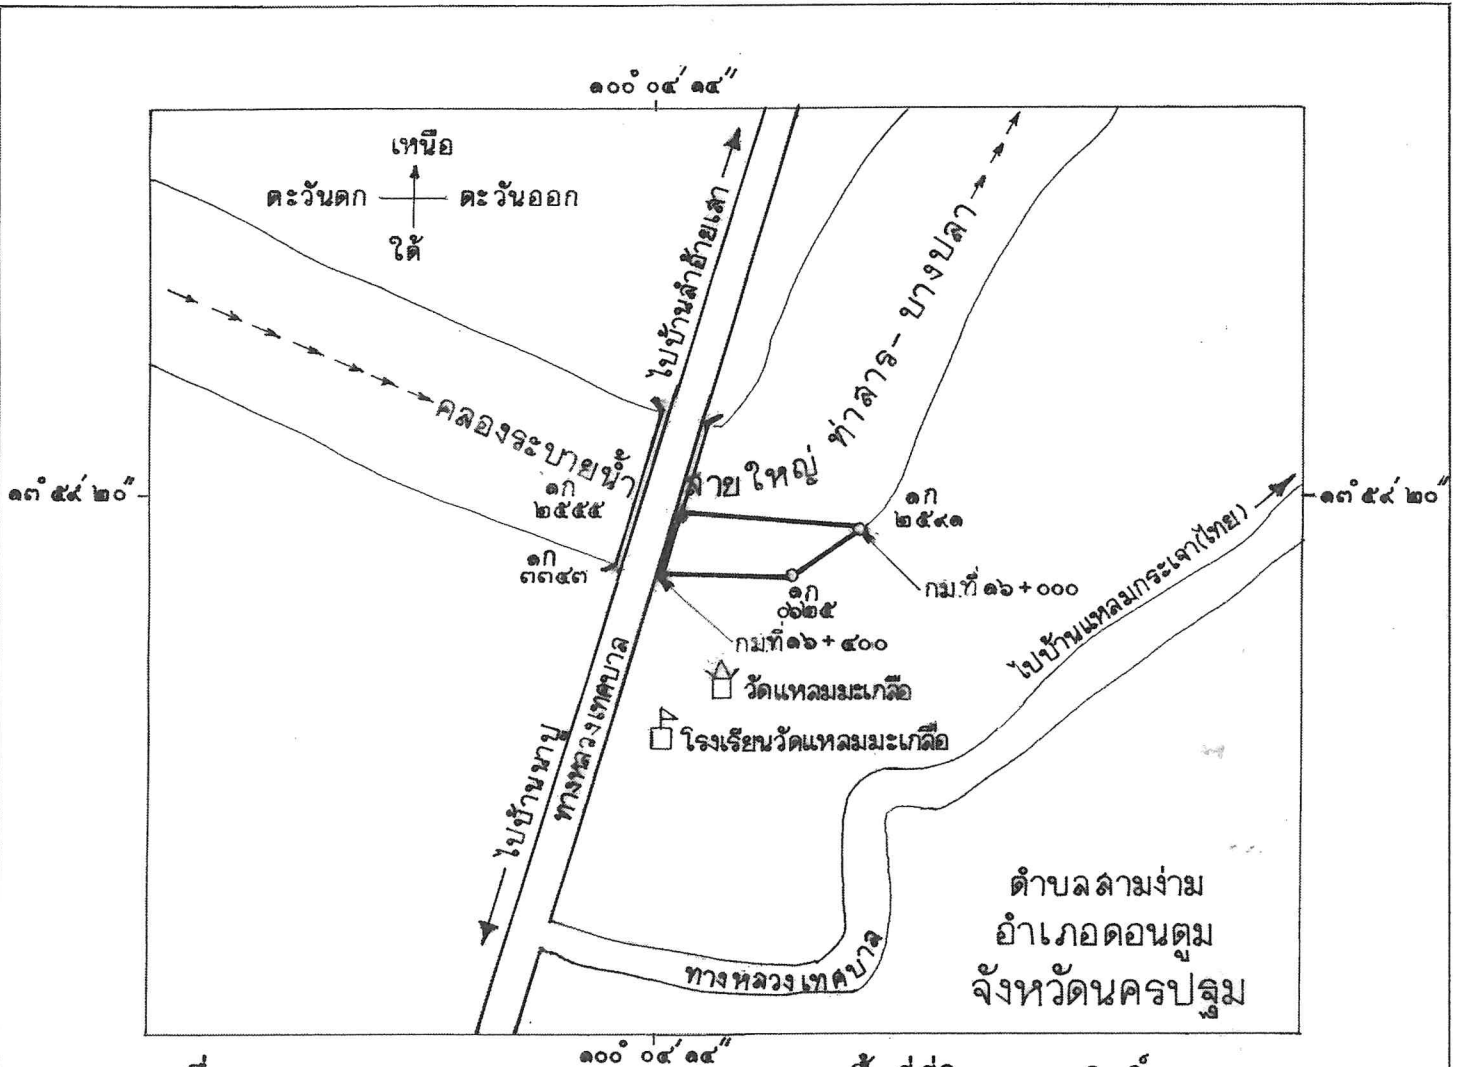 ๑๐๐° ๐๔′ ๑๔″
เหนือ
ตะวันตก
ตะวันออก
ใต้
ไปบ้านลำอ้ายเสา
คลองระบายน้ำ
สายใหญ่ ท่าสาร-บางปลา
๑๓° ๕๙′ ๒๐″
๑๓° ๕๙′ ๒๐″
๑ก
๒๕๕๕
๑ก
๒๕๙๑
๑ก
๓๓๔๓
๑ก
๐๖๒๕
กม.ที่ ๑๖+๐๐๐
กม.ที่ ๑๖+๔๐๐
ไปบ้านแหลมกระเจา(ไทย)
วัดแหลมมะเกลือ
โรงเรียนวัดแหลมมะเกลือ
ทางหลวงเทศบาล
ไปบ้านนาบู
ทางหลวงเทศบาล
ตำบลสามง่าม
อำเภอดอนตูม
จังหวัดนครปฐม
๑๐๐° ๐๔′ ๑๔″